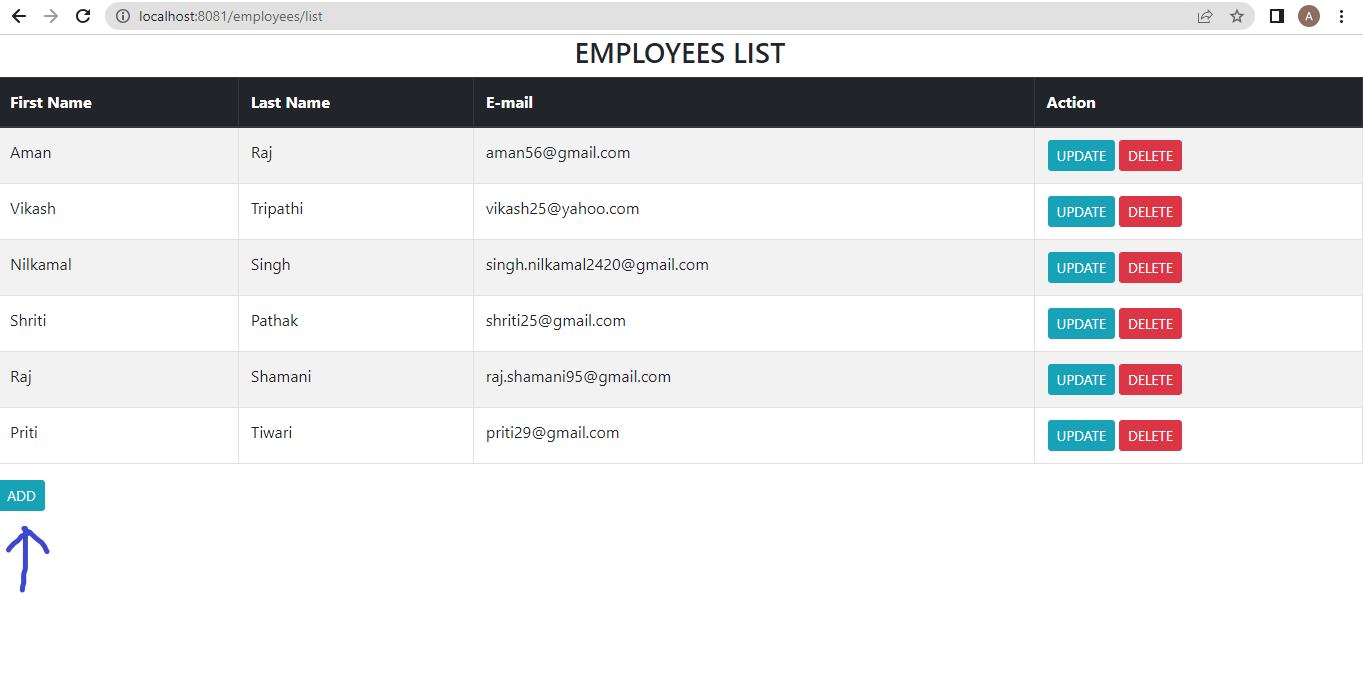 localhost:8081/employees/list A
EMPLOYEES LIST
First Name Last Name E-mail Action
Aman Raj aman56@gmail.com UPDATE DELETE
Vikash Tripathi vikash25@yahoo.com UPDATE DELETE
Nilkamal Singh singh.nilkamal2420@gmail.com UPDATE DELETE
Shriti Pathak shriti25@gmail.com UPDATE DELETE
Raj Shamani raj.shamani95@gmail.com UPDATE DELETE
Priti Tiwari priti29@gmail.com UPDATE DELETE
ADD